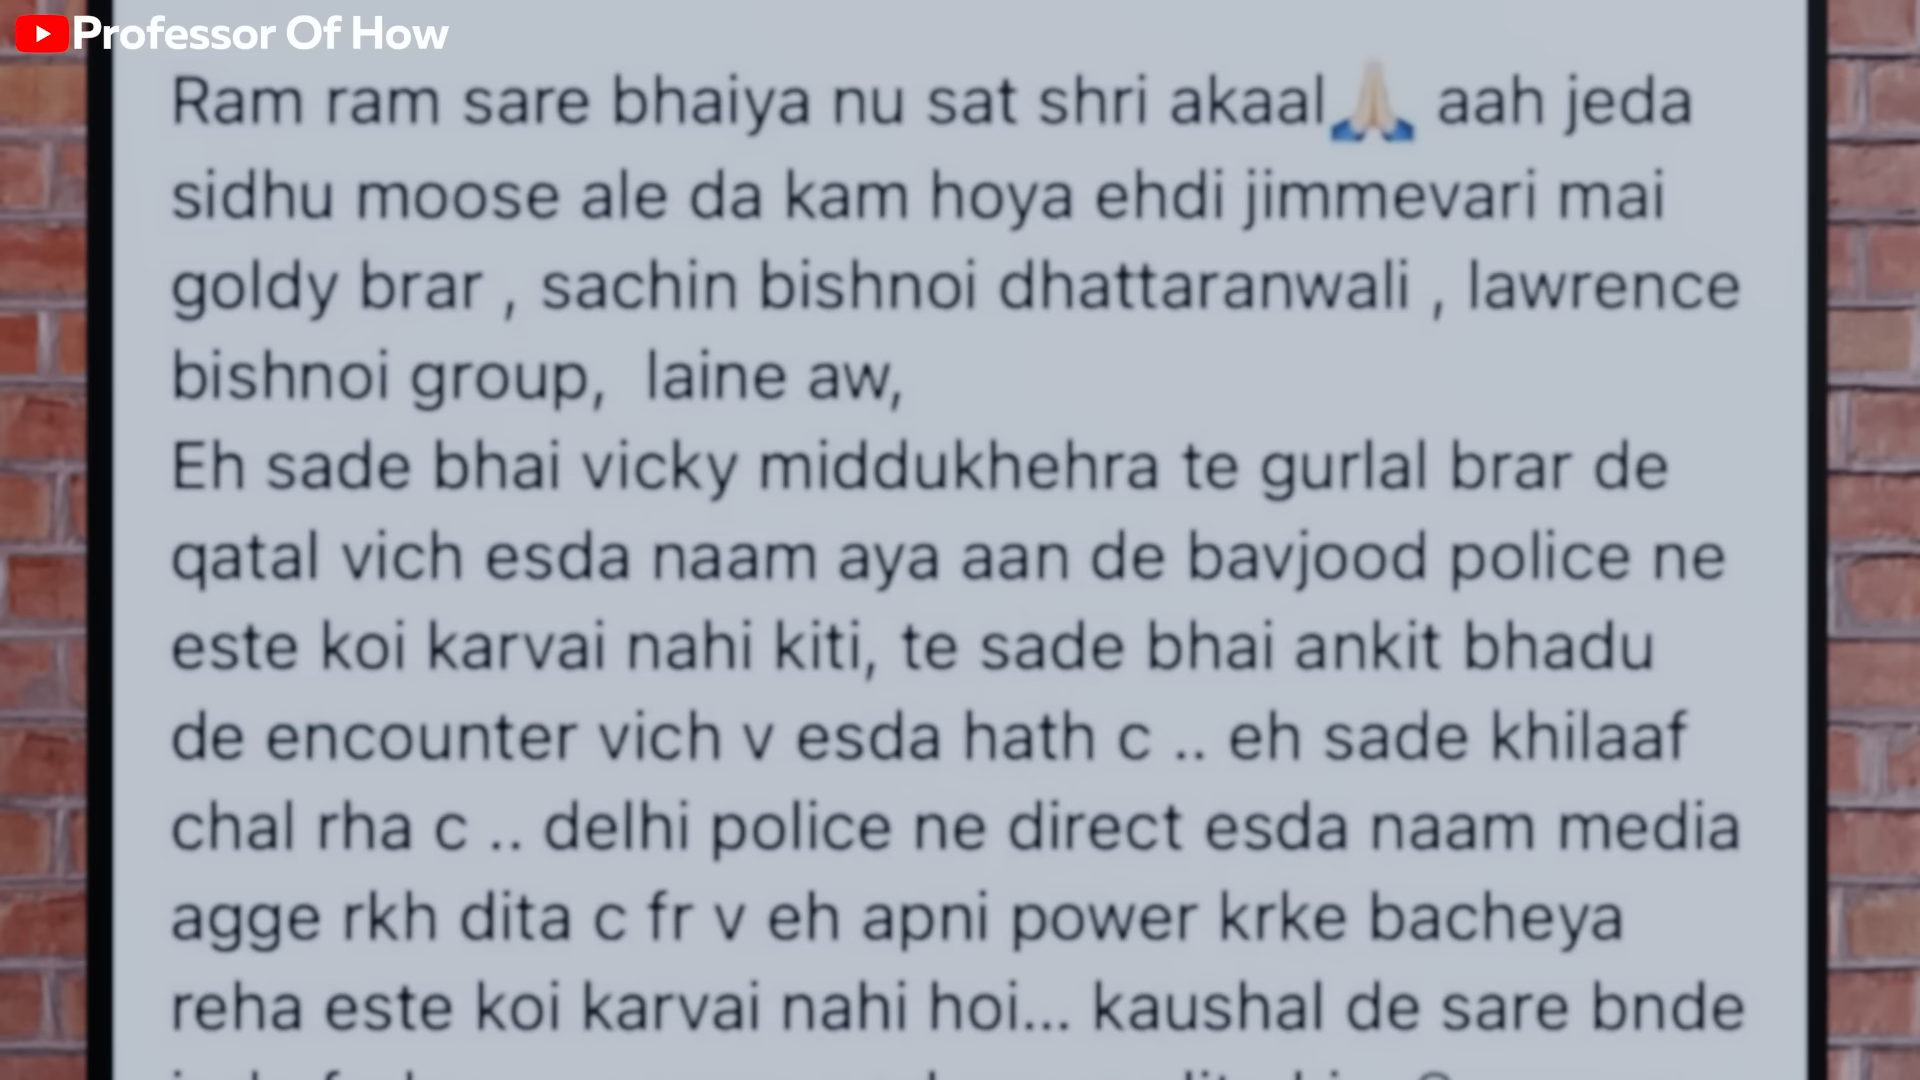 Professor Of How
Ram ram sare bhaiya nu sat shri akaal🙏🏻 aah jeda
sidhu moose ale da kam hoya ehdi jimmevari mai
goldy brar , sachin bishnoi dhattaranwali , lawrence
bishnoi group,  laine aw,
Eh sade bhai vicky middukhehra te gurlal brar de
qatal vich esda naam aya aan de bavjood police ne
este koi karvai nahi kiti, te sade bhai ankit bhadu
de encounter vich v esda hath c .. eh sade khilaaf
chal rha c .. delhi police ne direct esda naam media
agge rkh dita c fr v eh apni power krke bacheya
reha este koi karvai nahi hoi... kaushal de sare bnde